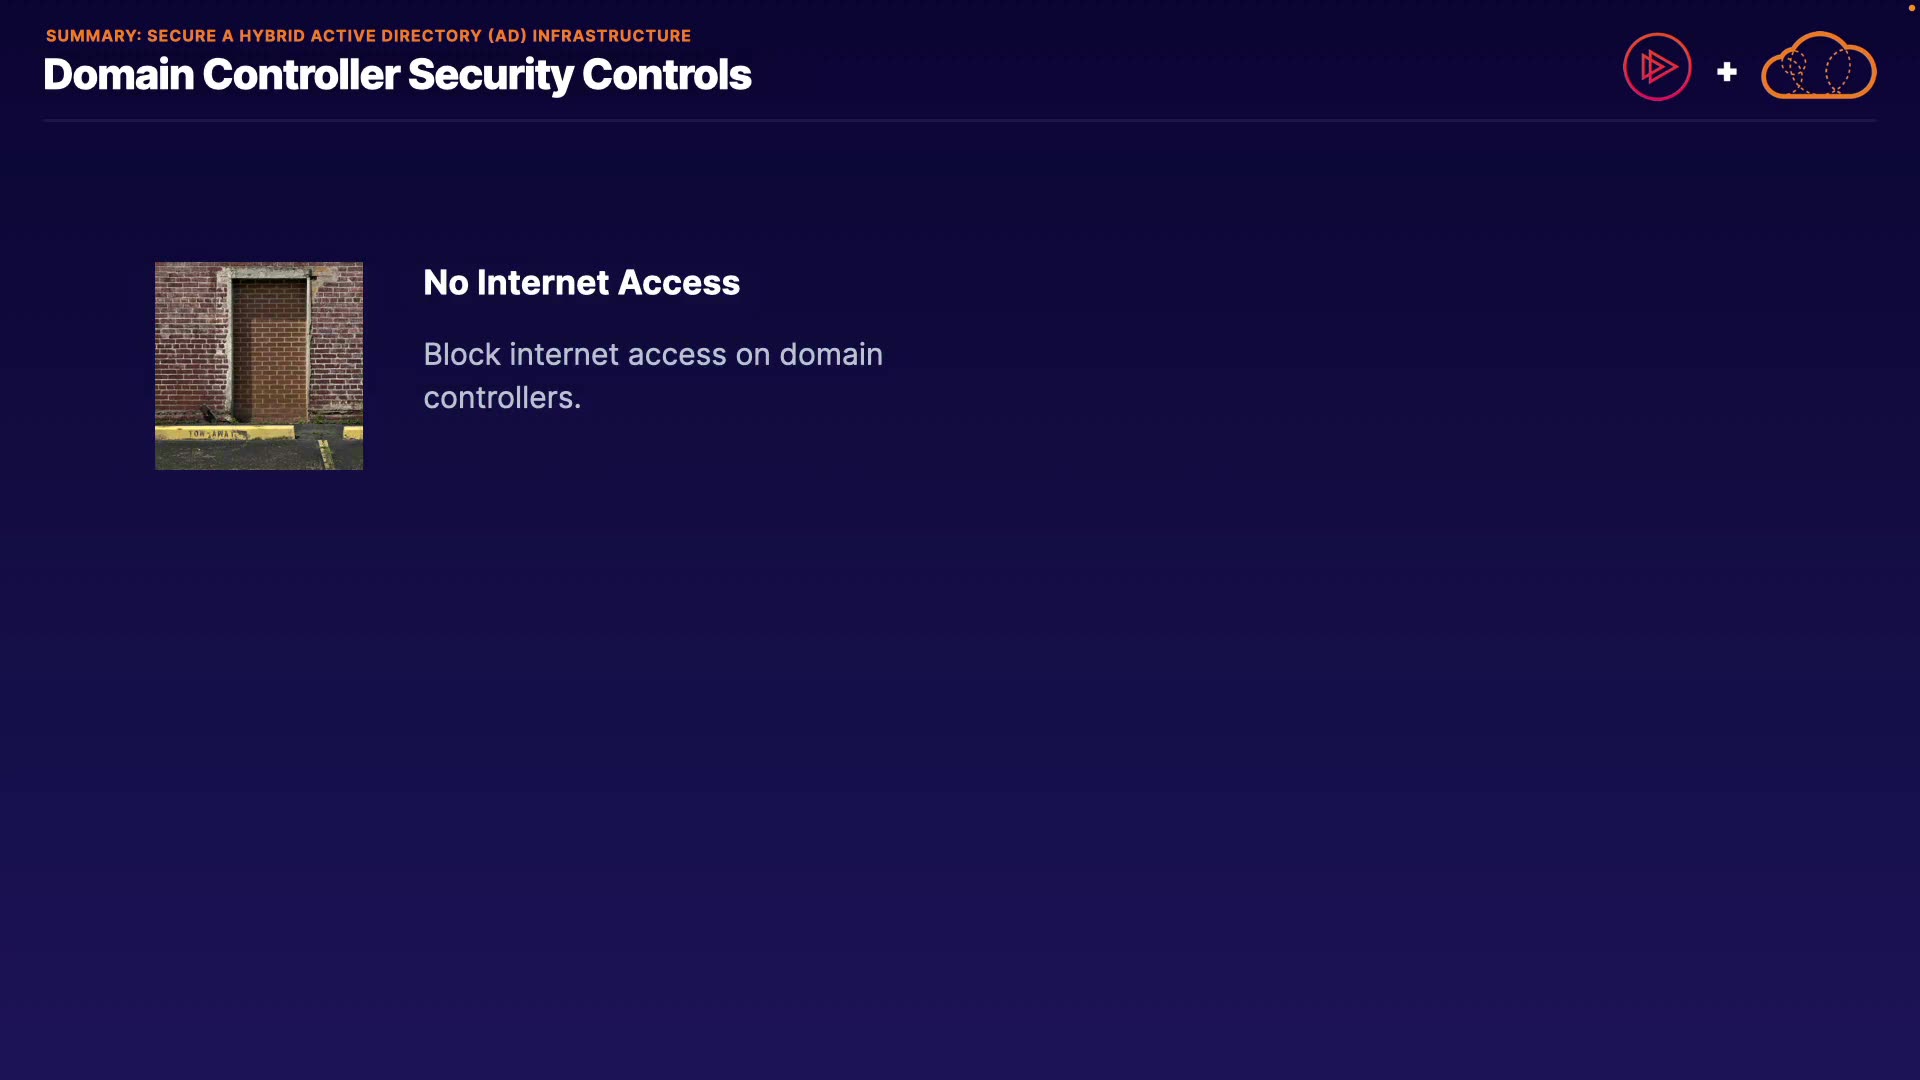 SUMMARY: SECURE A HYBRID ACTIVE DIRECTORY (AD) INFRASTRUCTURE
Domain Controller Security Controls
+
No Internet Access
Block internet access on domain
controllers.
TOW-AWAY